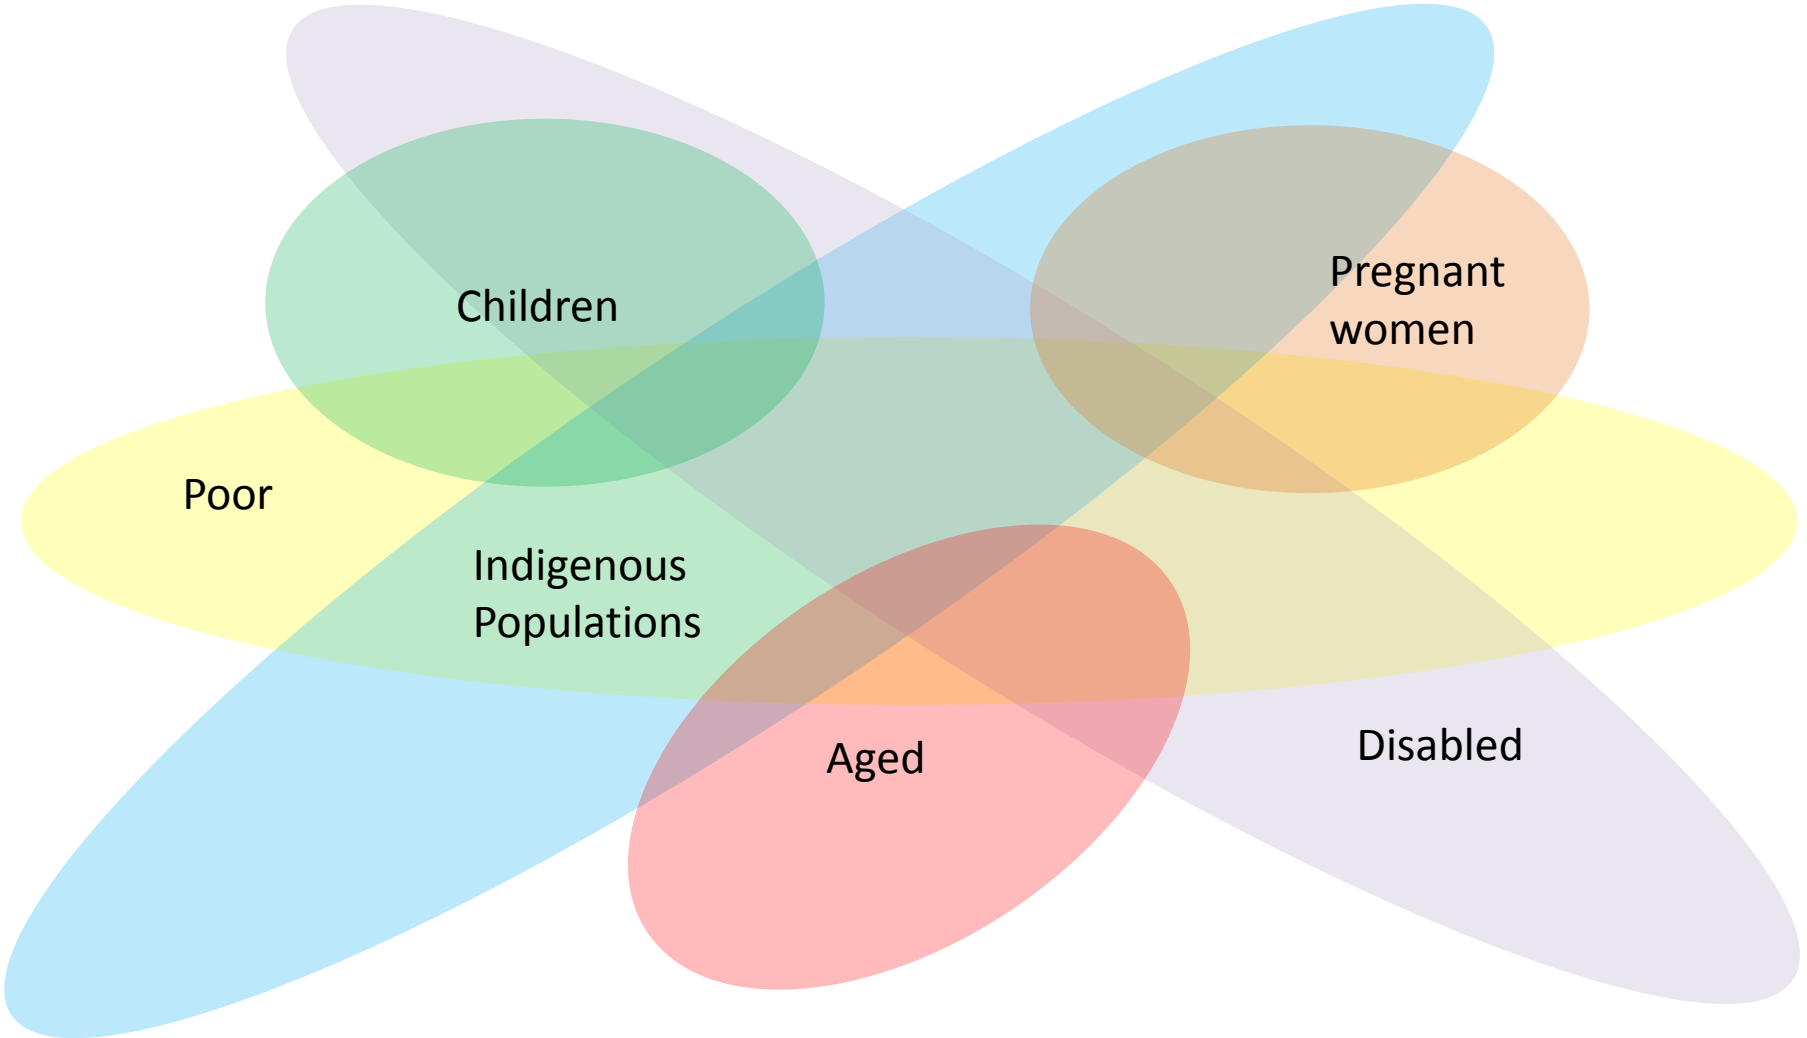 Children
Pregnant
women
Poor
Indigenous
Populations
Aged
Disabled